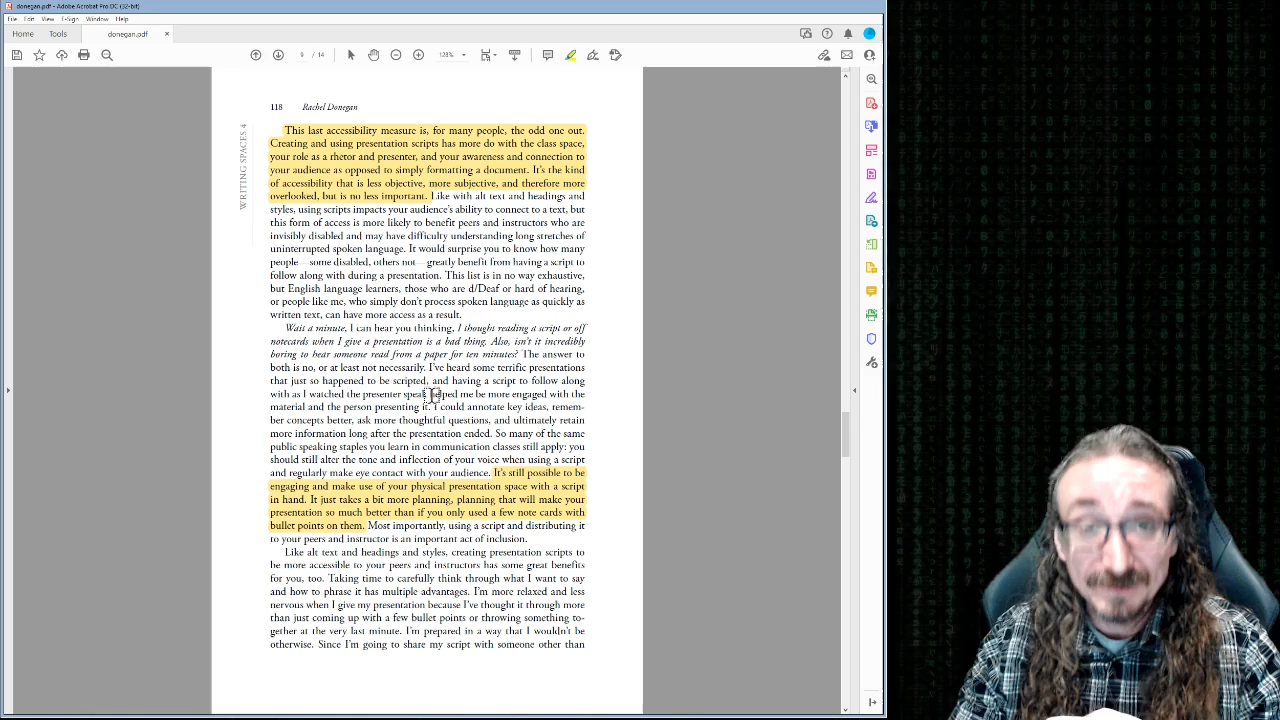 donegan.pdf - Adobe Acrobat Pro DC (32-bit)
File Edit View E-Sign Window Help
Home Tools donegan.pdf ×
9 / 14 128%
118 Rachel Donegan
WRITING SPACES 4
This last accessibility measure is, for many people, the odd one out.
Creating and using presentation scripts has more do with the class space,
your role as a rhetor and presenter, and your awareness and connection to
your audience as opposed to simply formatting a document. It's the kind
of accessibility that is less objective, more subjective, and therefore more
overlooked, but is no less important. Like with alt text and headings and
styles, using scripts impacts your audience's ability to connect to a text, but
this form of access is more likely to benefit peers and instructors who are
invisibly disabled and may have difficulty understanding long stretches of
uninterrupted spoken language. It would surprise you to know how many
people—some disabled, others not—greatly benefit from having a script to
follow along with during a presentation. This list is in no way exhaustive,
but English language learners, those who are d/Deaf or hard of hearing,
or people like me, who simply don't process spoken language as quickly as
written text, can have more access as a result.
Wait a minute, I can hear you thinking, I thought reading a script or off
notecards when I give a presentation is a bad thing. Also, isn't it incredibly
boring to hear someone read from a paper for ten minutes? The answer to
both is no, or at least not necessarily. I've heard some terrific presentations
that just so happened to be scripted, and having a script to follow along
with as I watched the presenter speak helped me be more engaged with the
material and the person presenting it. I could annotate key ideas, remem-
ber concepts better, ask more thoughtful questions, and ultimately retain
more information long after the presentation ended. So many of the same
public speaking staples you learn in communication classes still apply: you
should still alter the tone and inflection of your voice when using a script
and regularly make eye contact with your audience. It's still possible to be
engaging and make use of your physical presentation space with a script
in hand. It just takes a bit more planning, planning that will make your
presentation so much better than if you only used a few note cards with
bullet points on them. Most importantly, using a script and distributing it
to your peers and instructor is an important act of inclusion.
Like alt text and headings and styles, creating presentation scripts to
be more accessible to your peers and instructors has some great benefits
for you, too. Taking time to carefully think through what I want to say
and how to phrase it has multiple advantages. I'm more relaxed and less
nervous when I give my presentation because I've thought it through more
than just coming up with a few bullet points or throwing something to-
gether at the very last minute. I'm prepared in a way that I wouldn't be
otherwise. Since I'm going to share my script with someone other than